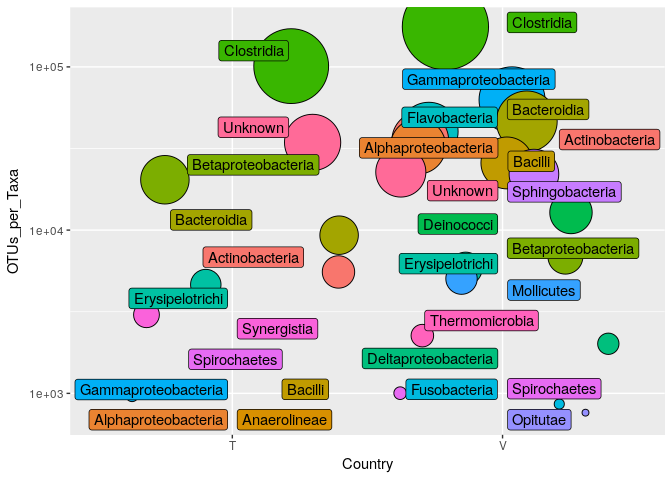 Clostridia
Clostridia
1e+05
Gammaproteobacteria
Bacteroidia
Flavobacteria
Unknown
Actinobacteria
Alphaproteobacteria
Betaproteobacteria
Bacilli
Unknown
Sphingobacteria
Bacteroidia
Deinococci
1e+04
OTUs_per_Taxa
Betaproteobacteria
Actinobacteria
Erysipelotrichi
Mollicutes
Erysipelotrichi
Thermomicrobia
Synergistia
Spirochaetes
Deltaproteobacteria
1e+03
Gammaproteobacteria
Bacilli
Fusobacteria
Spirochaetes
Alphaproteobacteria
Anaerolineae
Opitutae
T
V
Country